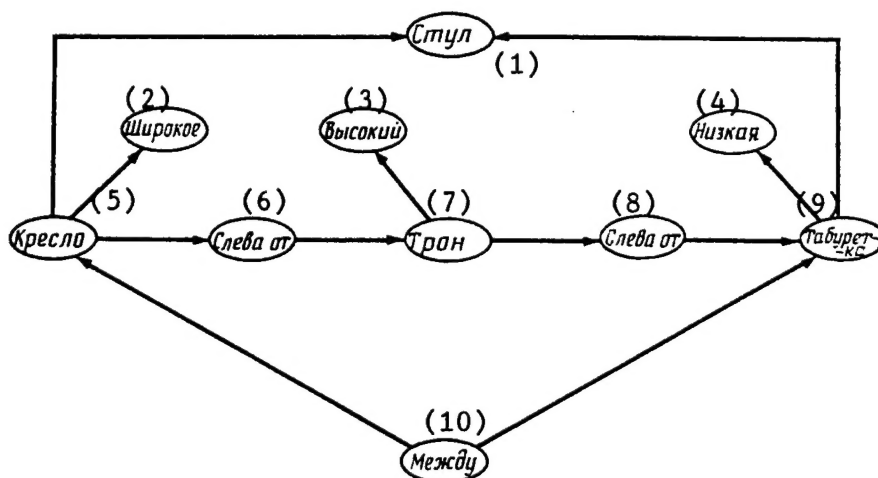 Стул
(1)
(2)
Широкое
(3)
Высокий
(4)
Низкая
(5)
Кресло
(6)
Слева от
(7)
Трон
(8)
Слева от
(9)
Табурет-
-ка
(10)
Между